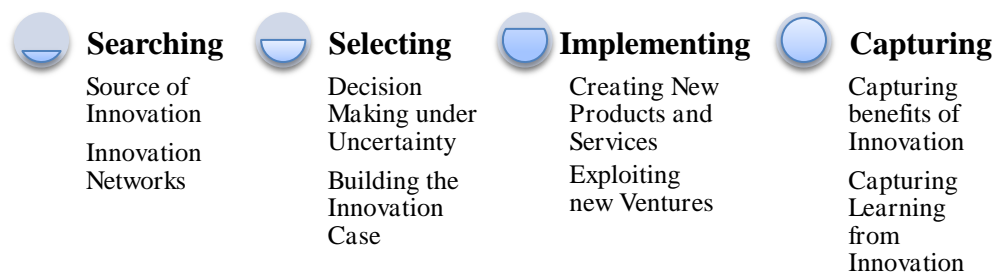 Searching
Source of
Innovation
Innovation
Networks
Selecting
Decision
Making under
Uncertainty
Building the
Innovation
Case
Implementing
Creating New
Products and
Services
Exploiting
new Ventures
Capturing
Capturing
benefits of
Innovation
Capturing
Learning
from
Innovation